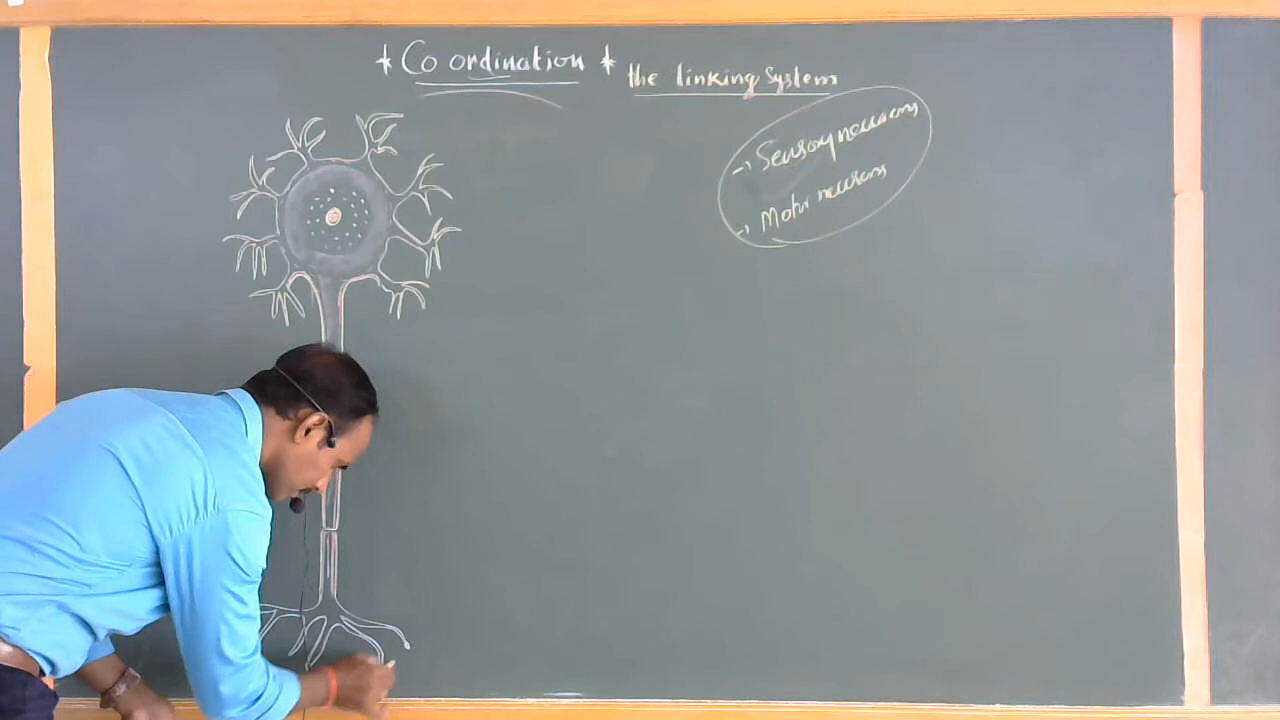 * Co ordination *
the linking System
→ Sensory neurons
→ Motor neurons